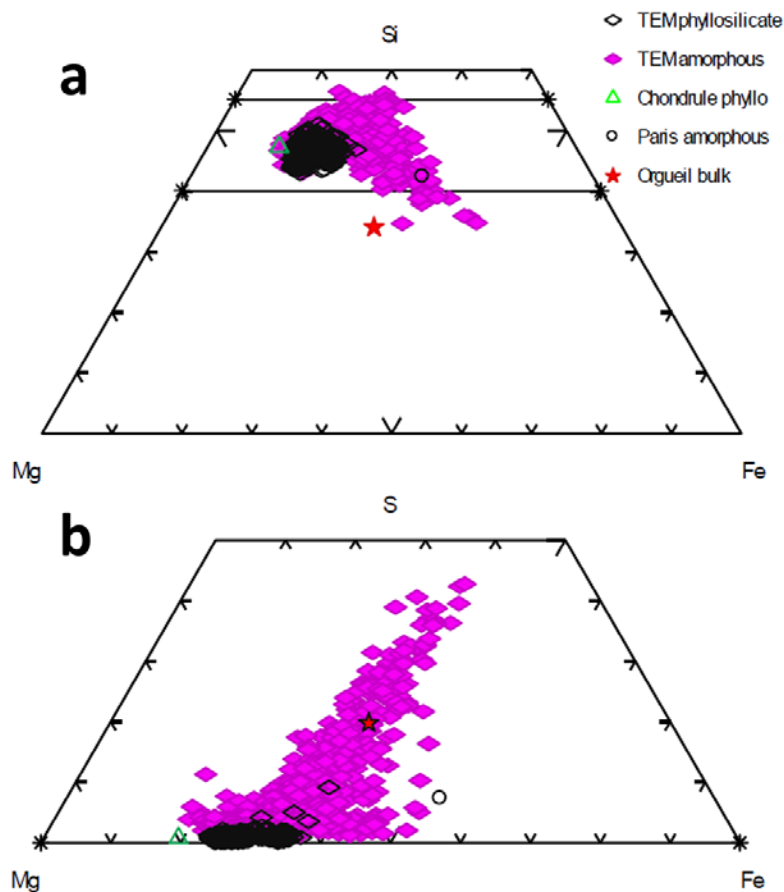 a
Si
TEMphyllosilicate
TEMamorphous
Chondrule phyllo
Paris amorphous
Orgueil bulk
Mg
Fe
b
S
Mg
Fe